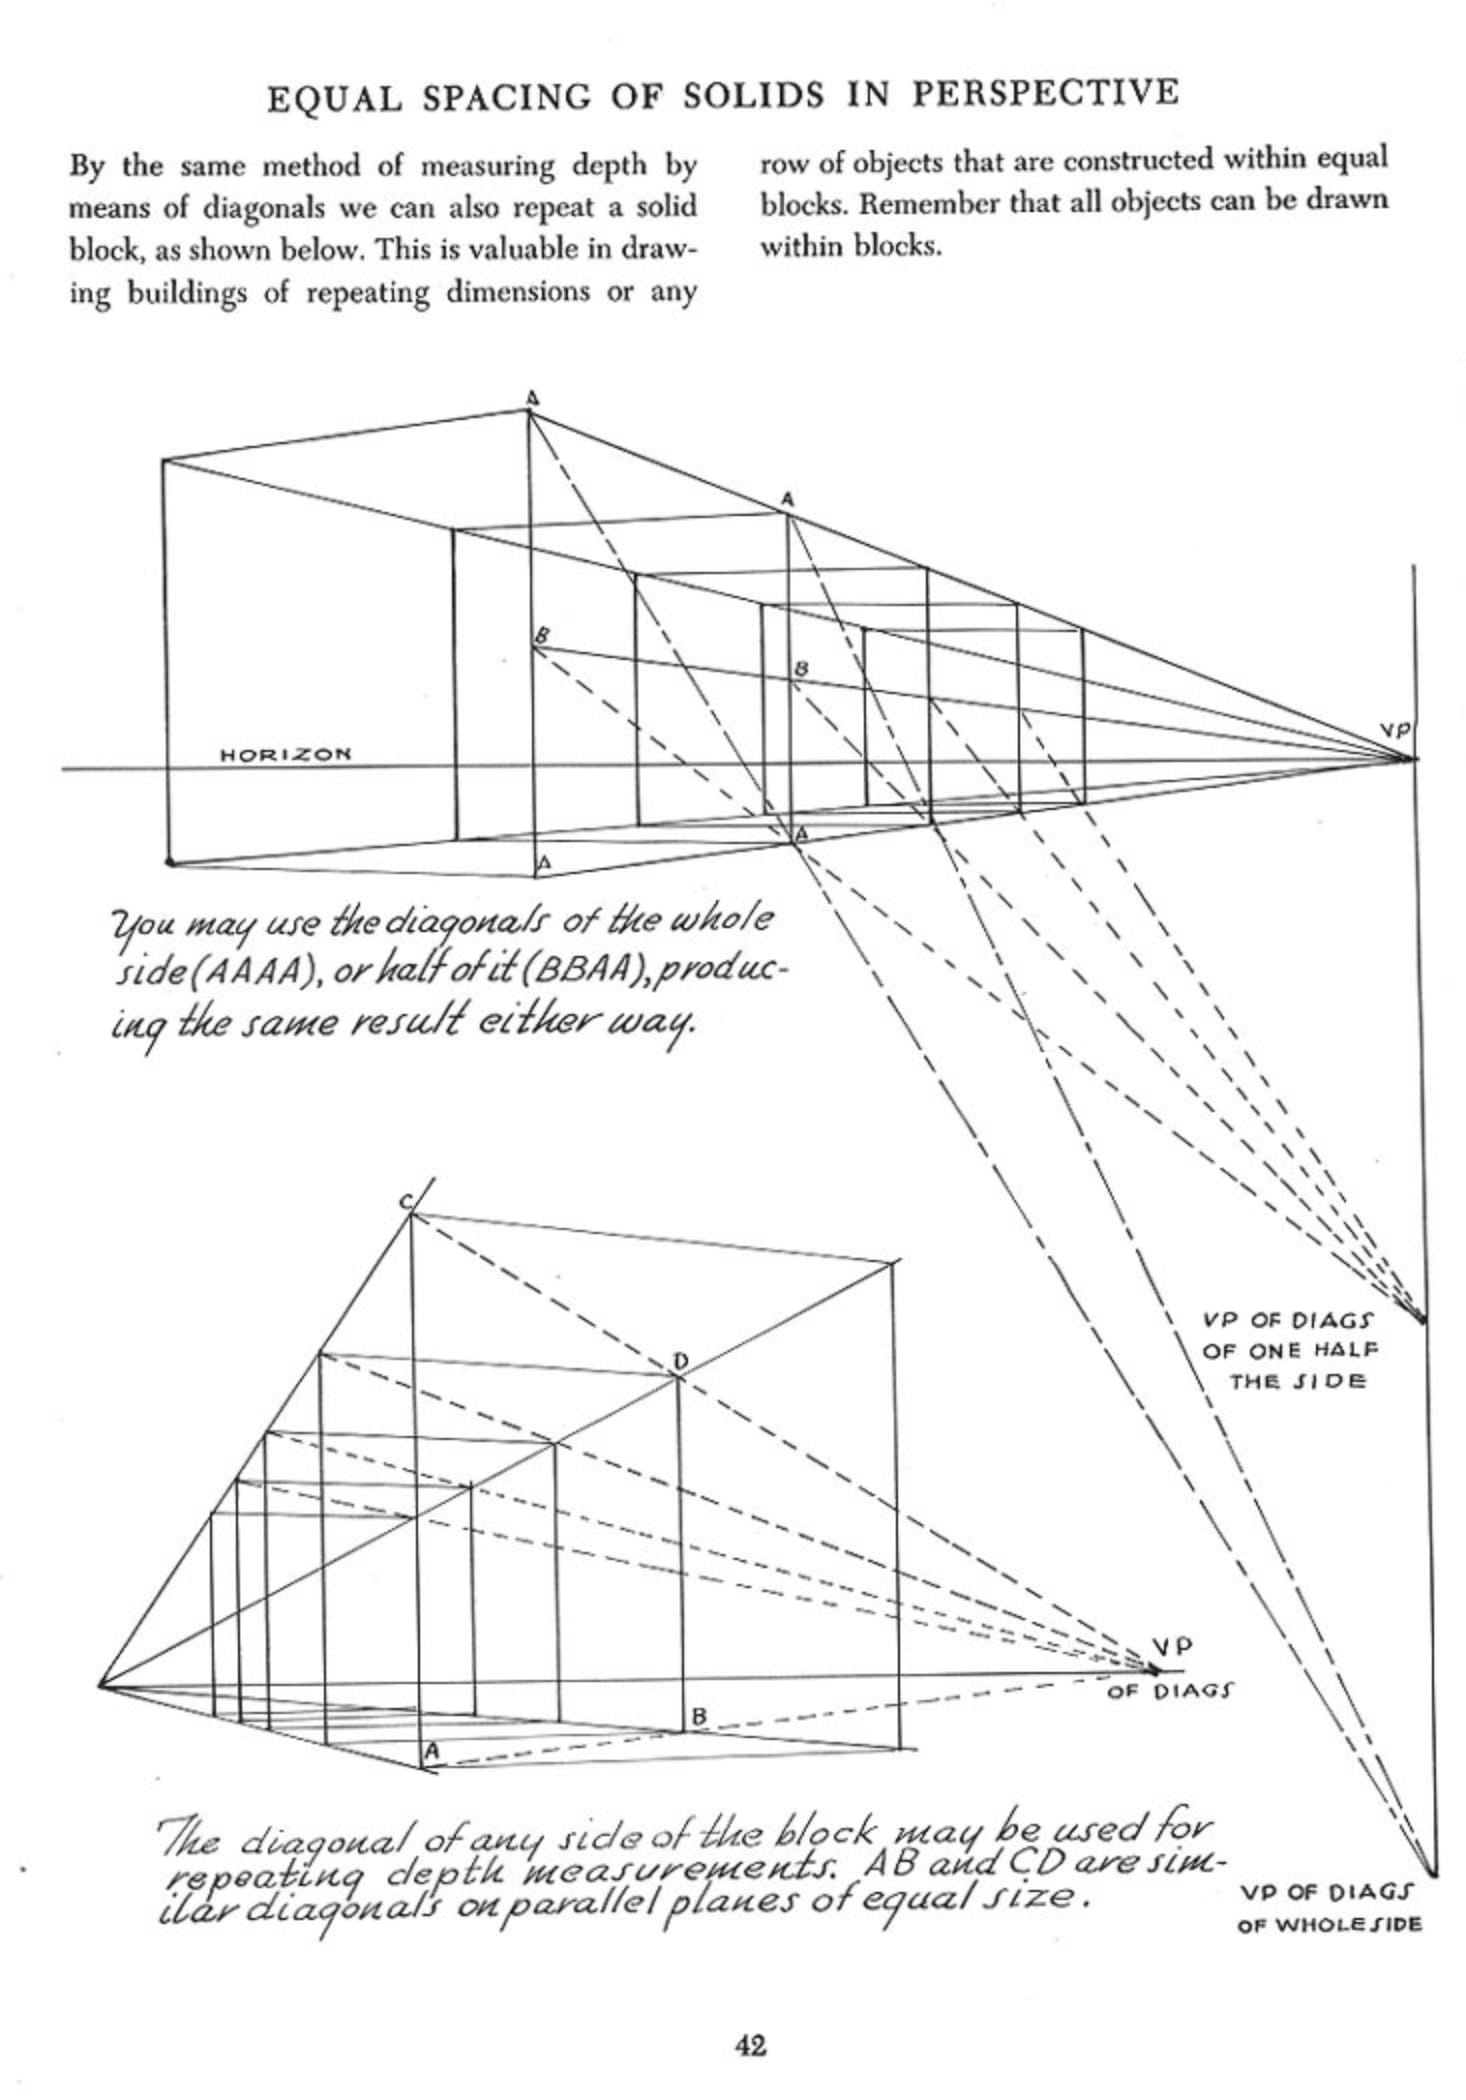 EQUAL SPACING OF SOLIDS IN PERSPECTIVE
By the same method of measuring depth by
means of diagonals we can also repeat a solid
block, as shown below. This is valuable in draw-
ing buildings of repeating dimensions or any
row of objects that are constructed within equal
blocks. Remember that all objects can be drawn
within blocks.
A
A
B
B
VP
HORIZON
A
A
You may use the diagonals of the whole
side (AAAA), or half of it (BBAA), produc-
ing the same result either way.
C
VP OF DIAGS
OF ONE HALF
THE SIDE
D
VP
OF DIAGS
B
A
The diagonal of any side of the block may be used for
repeating depth measurements. AB and CD are sim-
ilar diagonals on parallel planes of equal size.
VP OF DIAGS
OF WHOLE SIDE
42